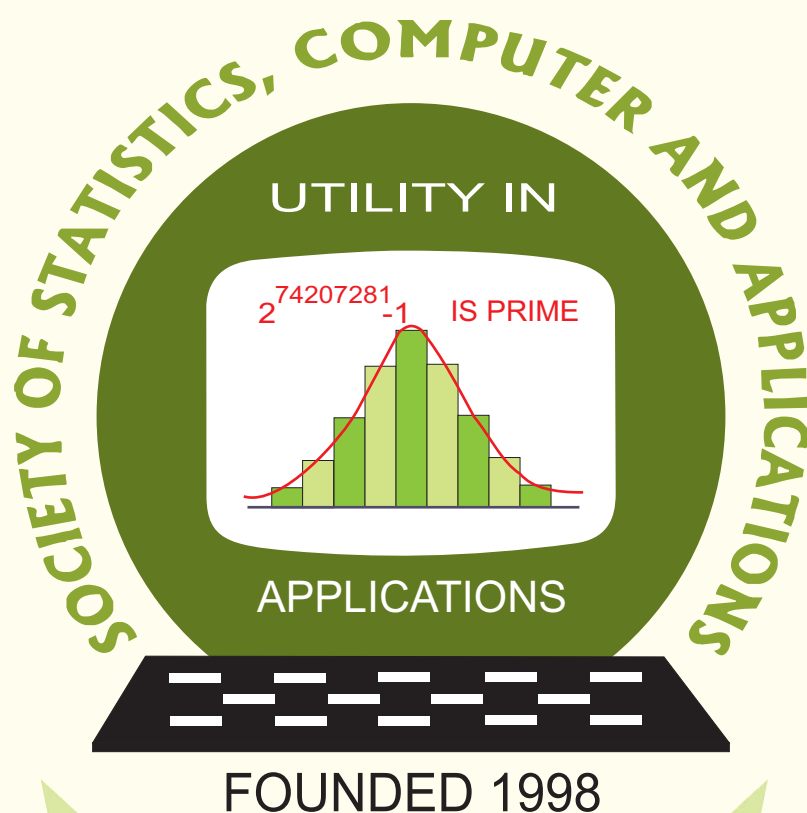 SOCIETY OF STATISTICS, COMPUTER AND APPLICATIONS
UTILITY IN
2^74207281-1 IS PRIME
APPLICATIONS
FOUNDED 1998